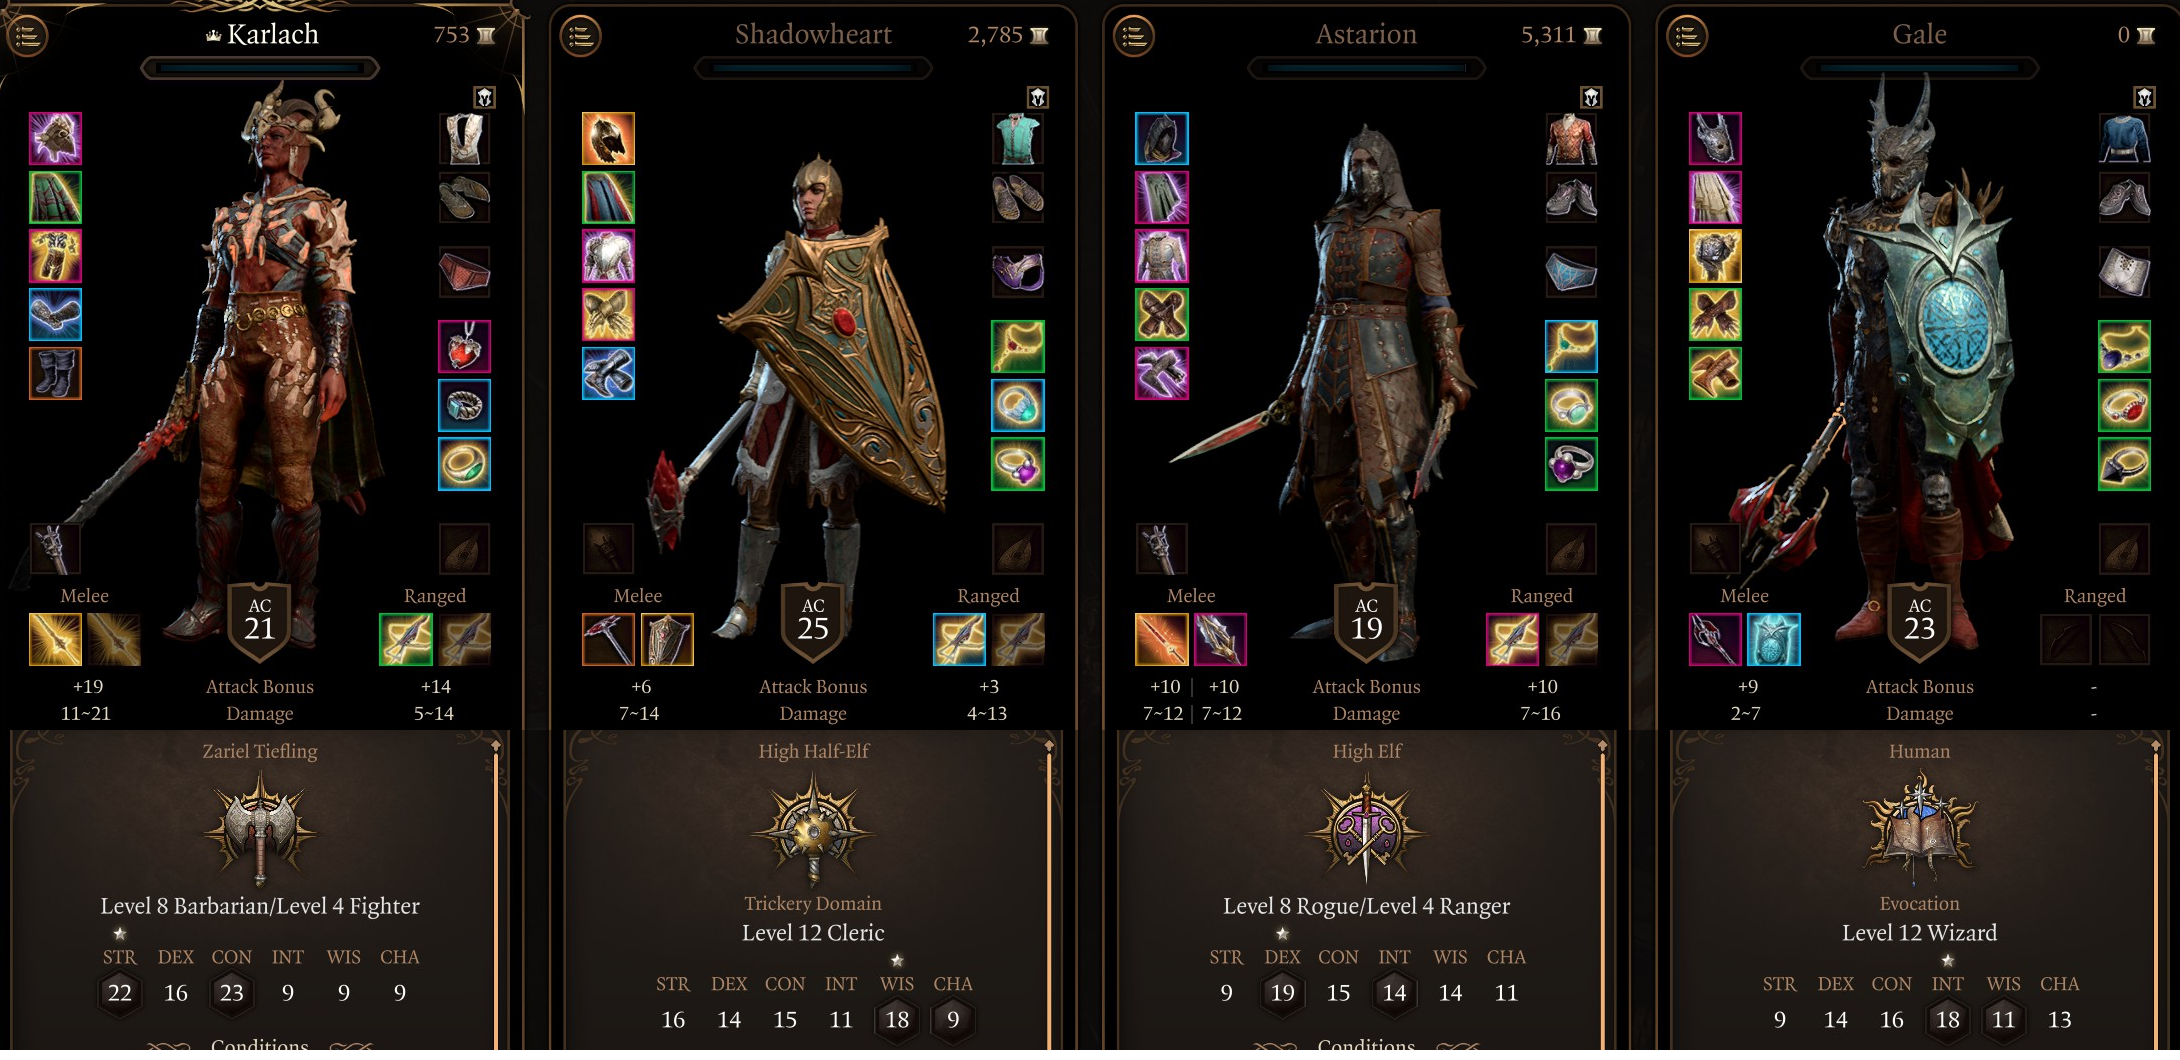 Karlach 753
Zariel Tiefling
Melee
Ranged
AC
21
+19 Attack Bonus +14
11~21 Damage 5~14
Level 8 Barbarian/Level 4 Fighter
STR DEX CON INT WIS CHA
22 16 23 9 9 9
Conditions
Shadowheart 2,785
Melee
Ranged
AC
25
+6 Attack Bonus +3
7~14 Damage 4~13
High Half-Elf
Trickery Domain
Level 12 Cleric
STR DEX CON INT WIS CHA
16 14 15 11 18 9
Astarion 5,311
Melee
Ranged
AC
19
+10 | +10 Attack Bonus +10
7~12 | 7~12 Damage 7~16
High Elf
Level 8 Rogue/Level 4 Ranger
STR DEX CON INT WIS CHA
9 19 15 14 14 11
Conditions
Gale 0
Melee
Ranged
AC
23
+9 Attack Bonus -
2~7 Damage -
Human
Evocation
Level 12 Wizard
STR DEX CON INT WIS CHA
9 14 16 18 11 13